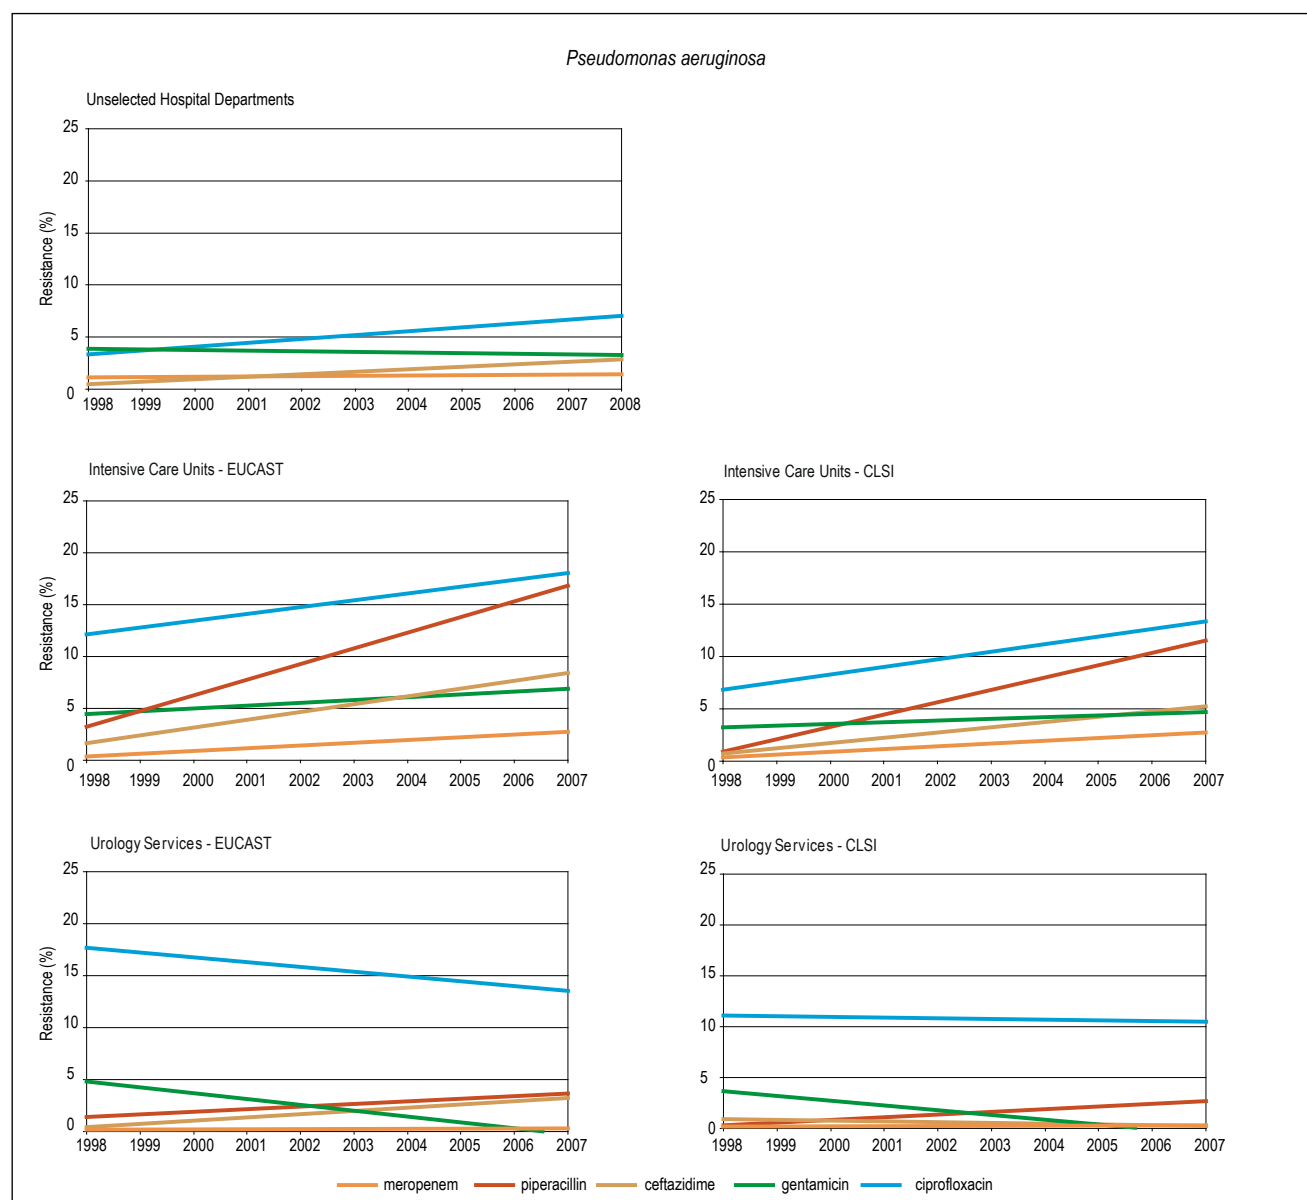 Pseudomonas aeruginosa
Unselected Hospital Departments
Resistance (%)
25
20
15
10
5
0
1998 1999 2000 2001 2002 2003 2004 2005 2006 2007 2008
Intensive Care Units - EUCAST
Resistance (%)
25
20
15
10
5
0
1998 1999 2000 2001 2002 2003 2004 2005 2006 2007
Intensive Care Units - CLSI
25
20
15
10
5
0
1998 1999 2000 2001 2002 2003 2004 2005 2006 2007
Urology Services - EUCAST
Resistance (%)
25
20
15
10
5
0
1998 1999 2000 2001 2002 2003 2004 2005 2006 2007
Urology Services - CLSI
25
20
15
10
5
0
1998 1999 2000 2001 2002 2003 2004 2005 2006 2007
meropenem piperacillin ceftazidime gentamicin ciprofloxacin